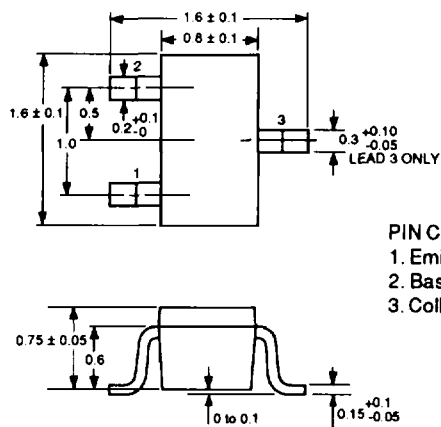 1.6 ± 0.1
0.8 ± 0.1
2
1.6 ± 0.1
1.0
0.5
0.2 +0.1 -0
3
0.3 +0.10 -0.05
LEAD 3 ONLY
1
PIN C
1. Emi
2. Bas
3. Coll
0.75 ± 0.05
0.6
0 to 0.1
0.15 +0.1 -0.05